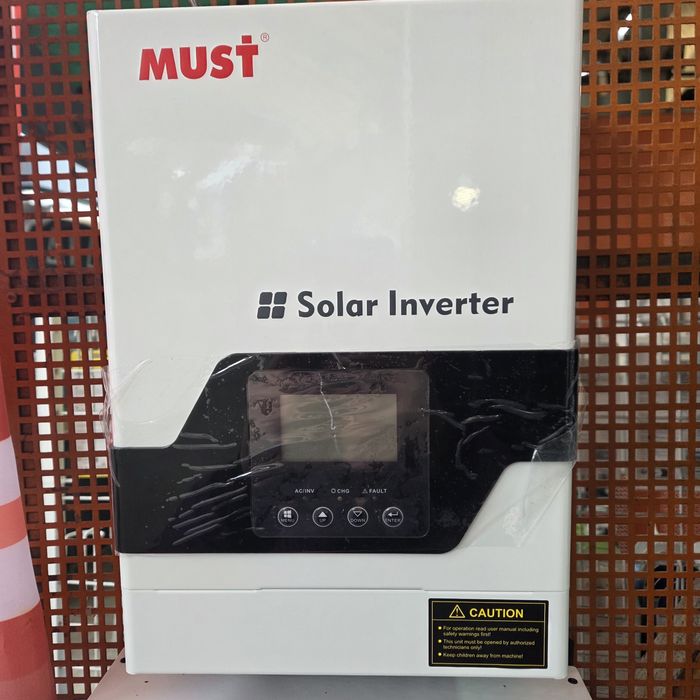 MUST®
Solar Inverter
AC/INV CHG FAULT
MENU UP DOWN ENTER
CAUTION
For operation read user manual including
safety warnings first!
This unit must be opened by authorized
technicians only!
Keep children away from machine!